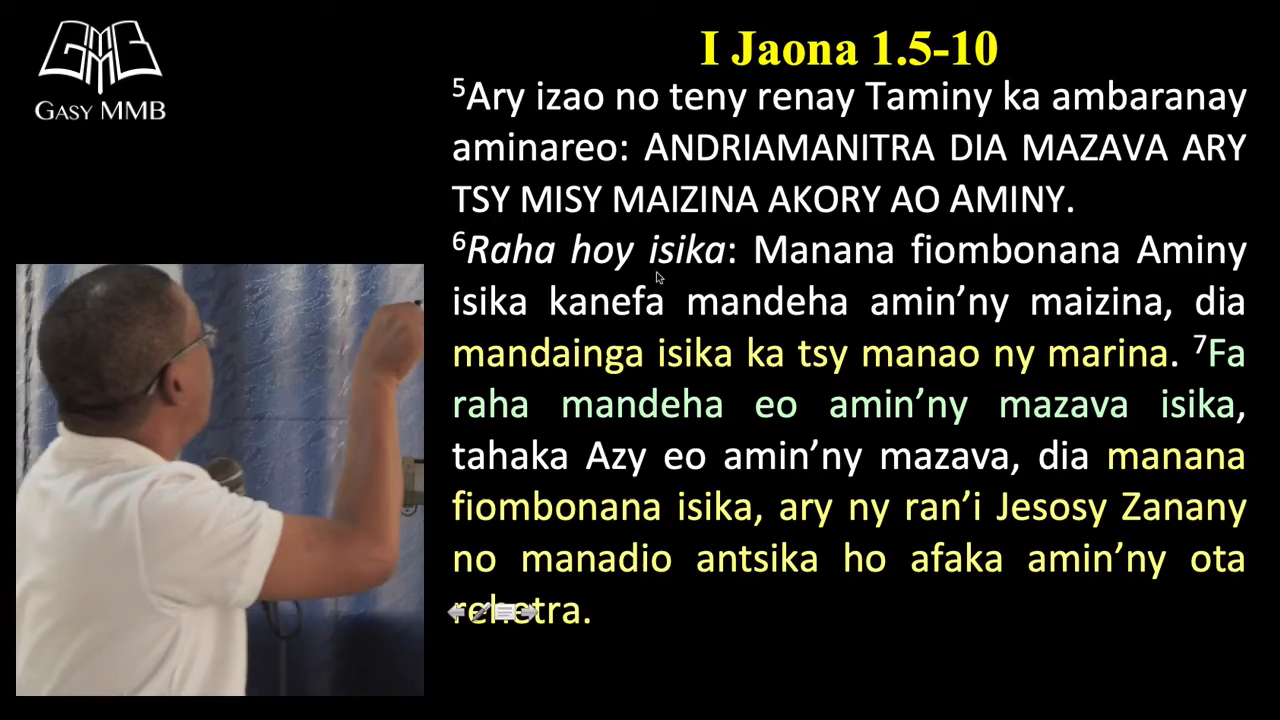 GMMG
GASY MMB
I Jaona 1.5-10
⁵Ary izao no teny renay Taminy ka ambaranay
aminareo: ANDRIAMANITRA DIA MAZAVA ARY
TSY MISY MAIZINA AKORY AO AMINY.
⁶Raha hoy isika: Manana fiombonana Aminy
isika kanefa mandeha amin’ny maizina, dia
mandainga isika ka tsy manao ny marina. ⁷Fa
raha mandeha eo amin’ny mazava isika,
tahaka Azy eo amin’ny mazava, dia manana
fiombonana isika, ary ny ran’i Jesosy Zanany
no manadio antsika ho afaka amin’ny ota
rehetra.